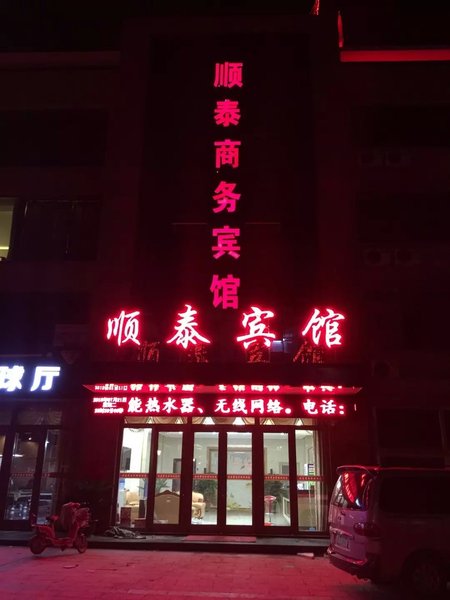 顺泰商务宾馆
顺泰宾馆
球厅
能热水器、无线网络。电话: